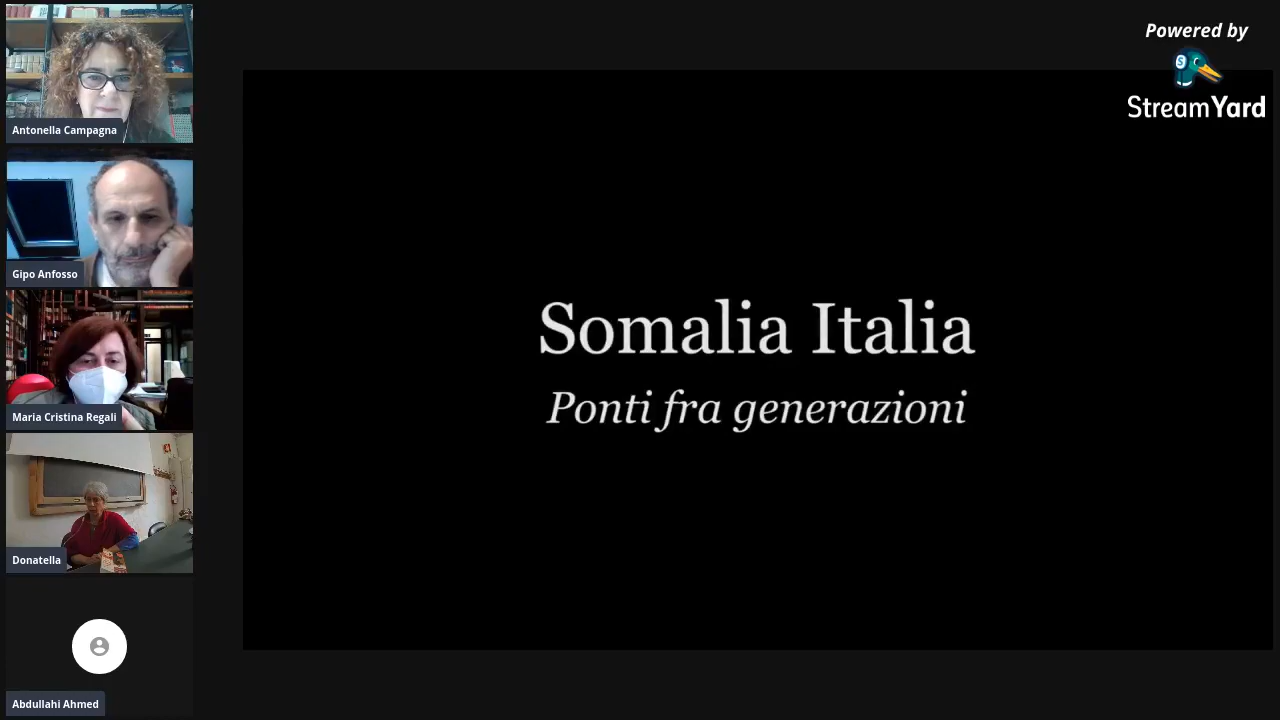 Antonella Campagna
Gipo Anfosso
Maria Cristina Regali
Donatella
Abdullahi Ahmed
Somalia Italia
Ponti fra generazioni
Powered by
S
StreamYard